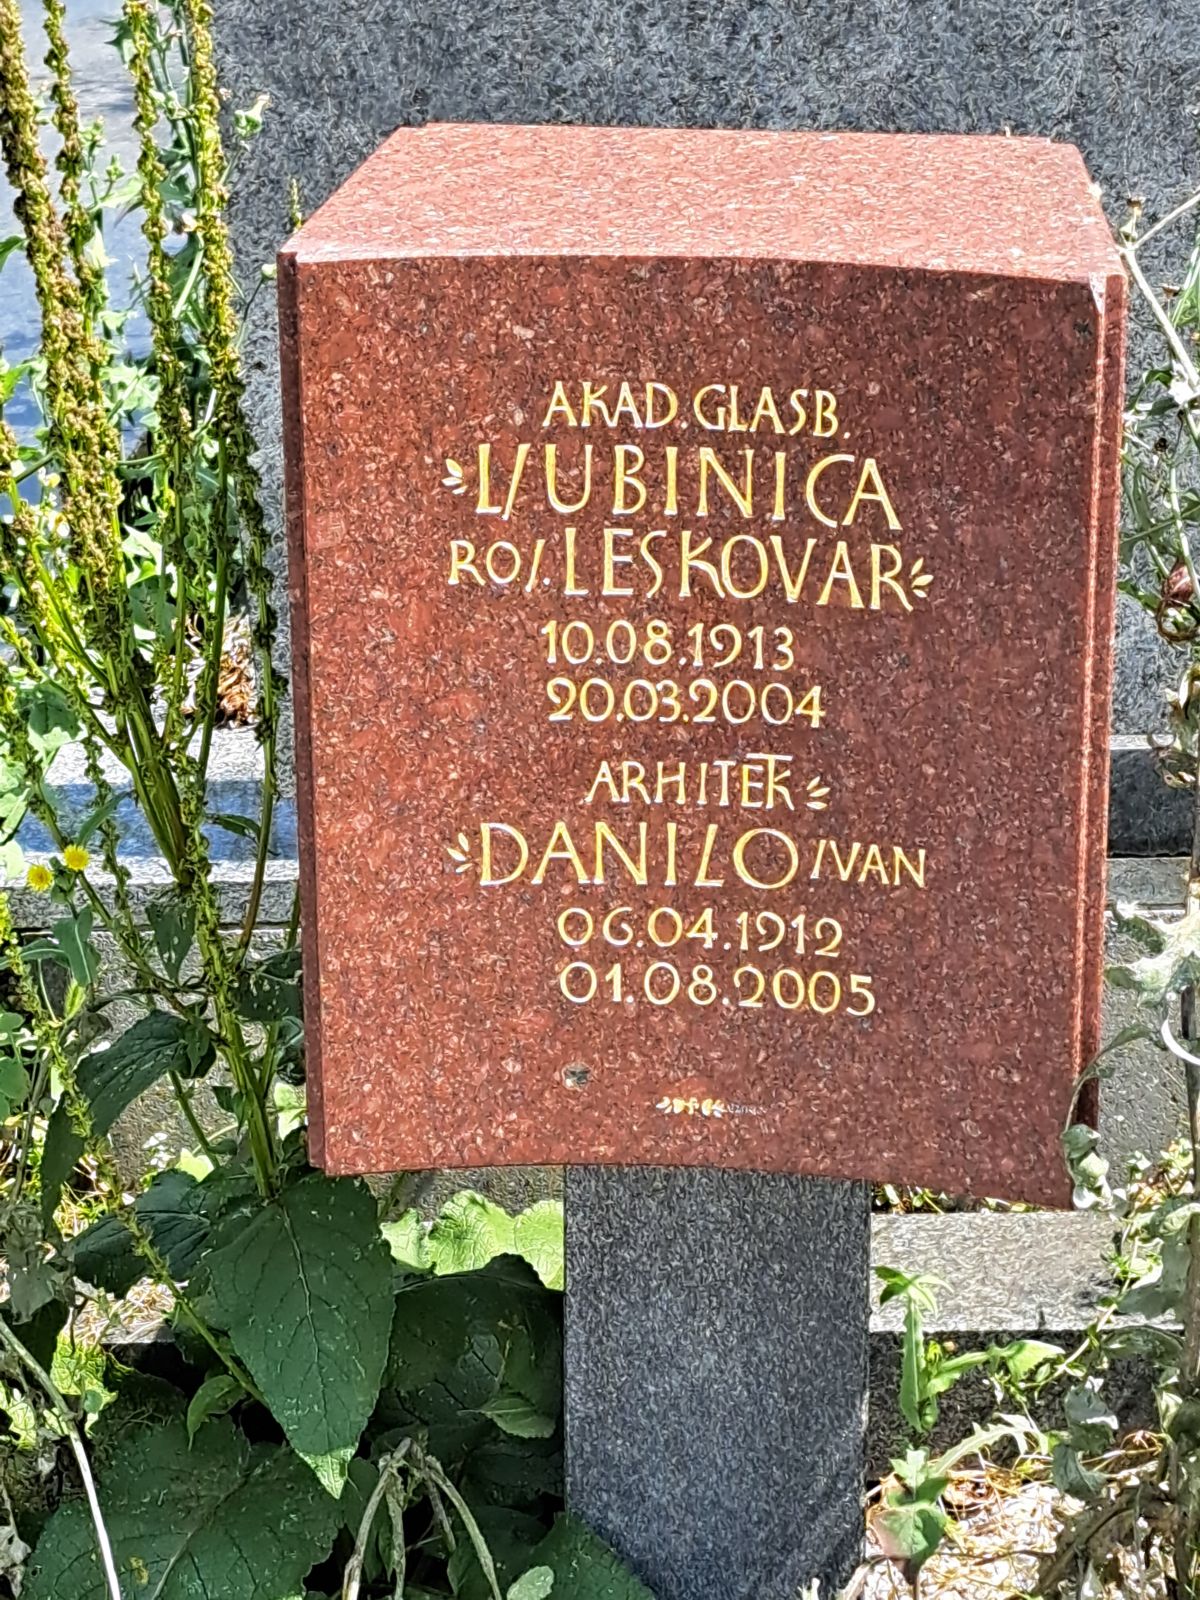 AKAD. GLASB.
LJUBINICA
ROJ. LESKOVAR
10.08.1913
20.03.2004
ARHITEKT
DANILO IVAN
06.04.1912
01.08.2005